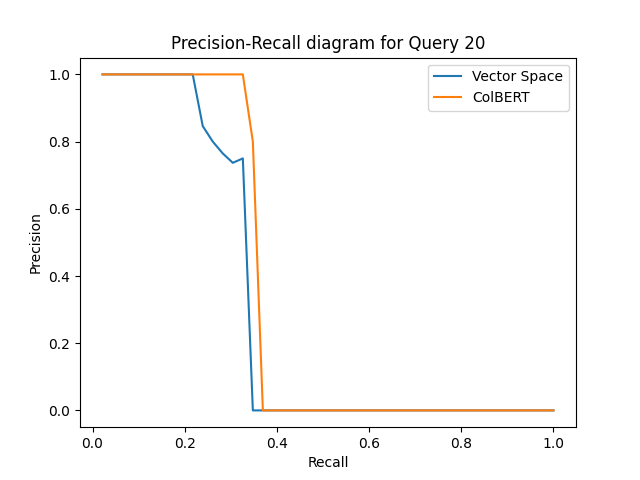 Precision-Recall diagram for Query 20
Vector Space
ColBERT
1.0
0.8
0.6
0.4
0.2
0.0
Precision
0.0 0.2 0.4 0.6 0.8 1.0
Recall